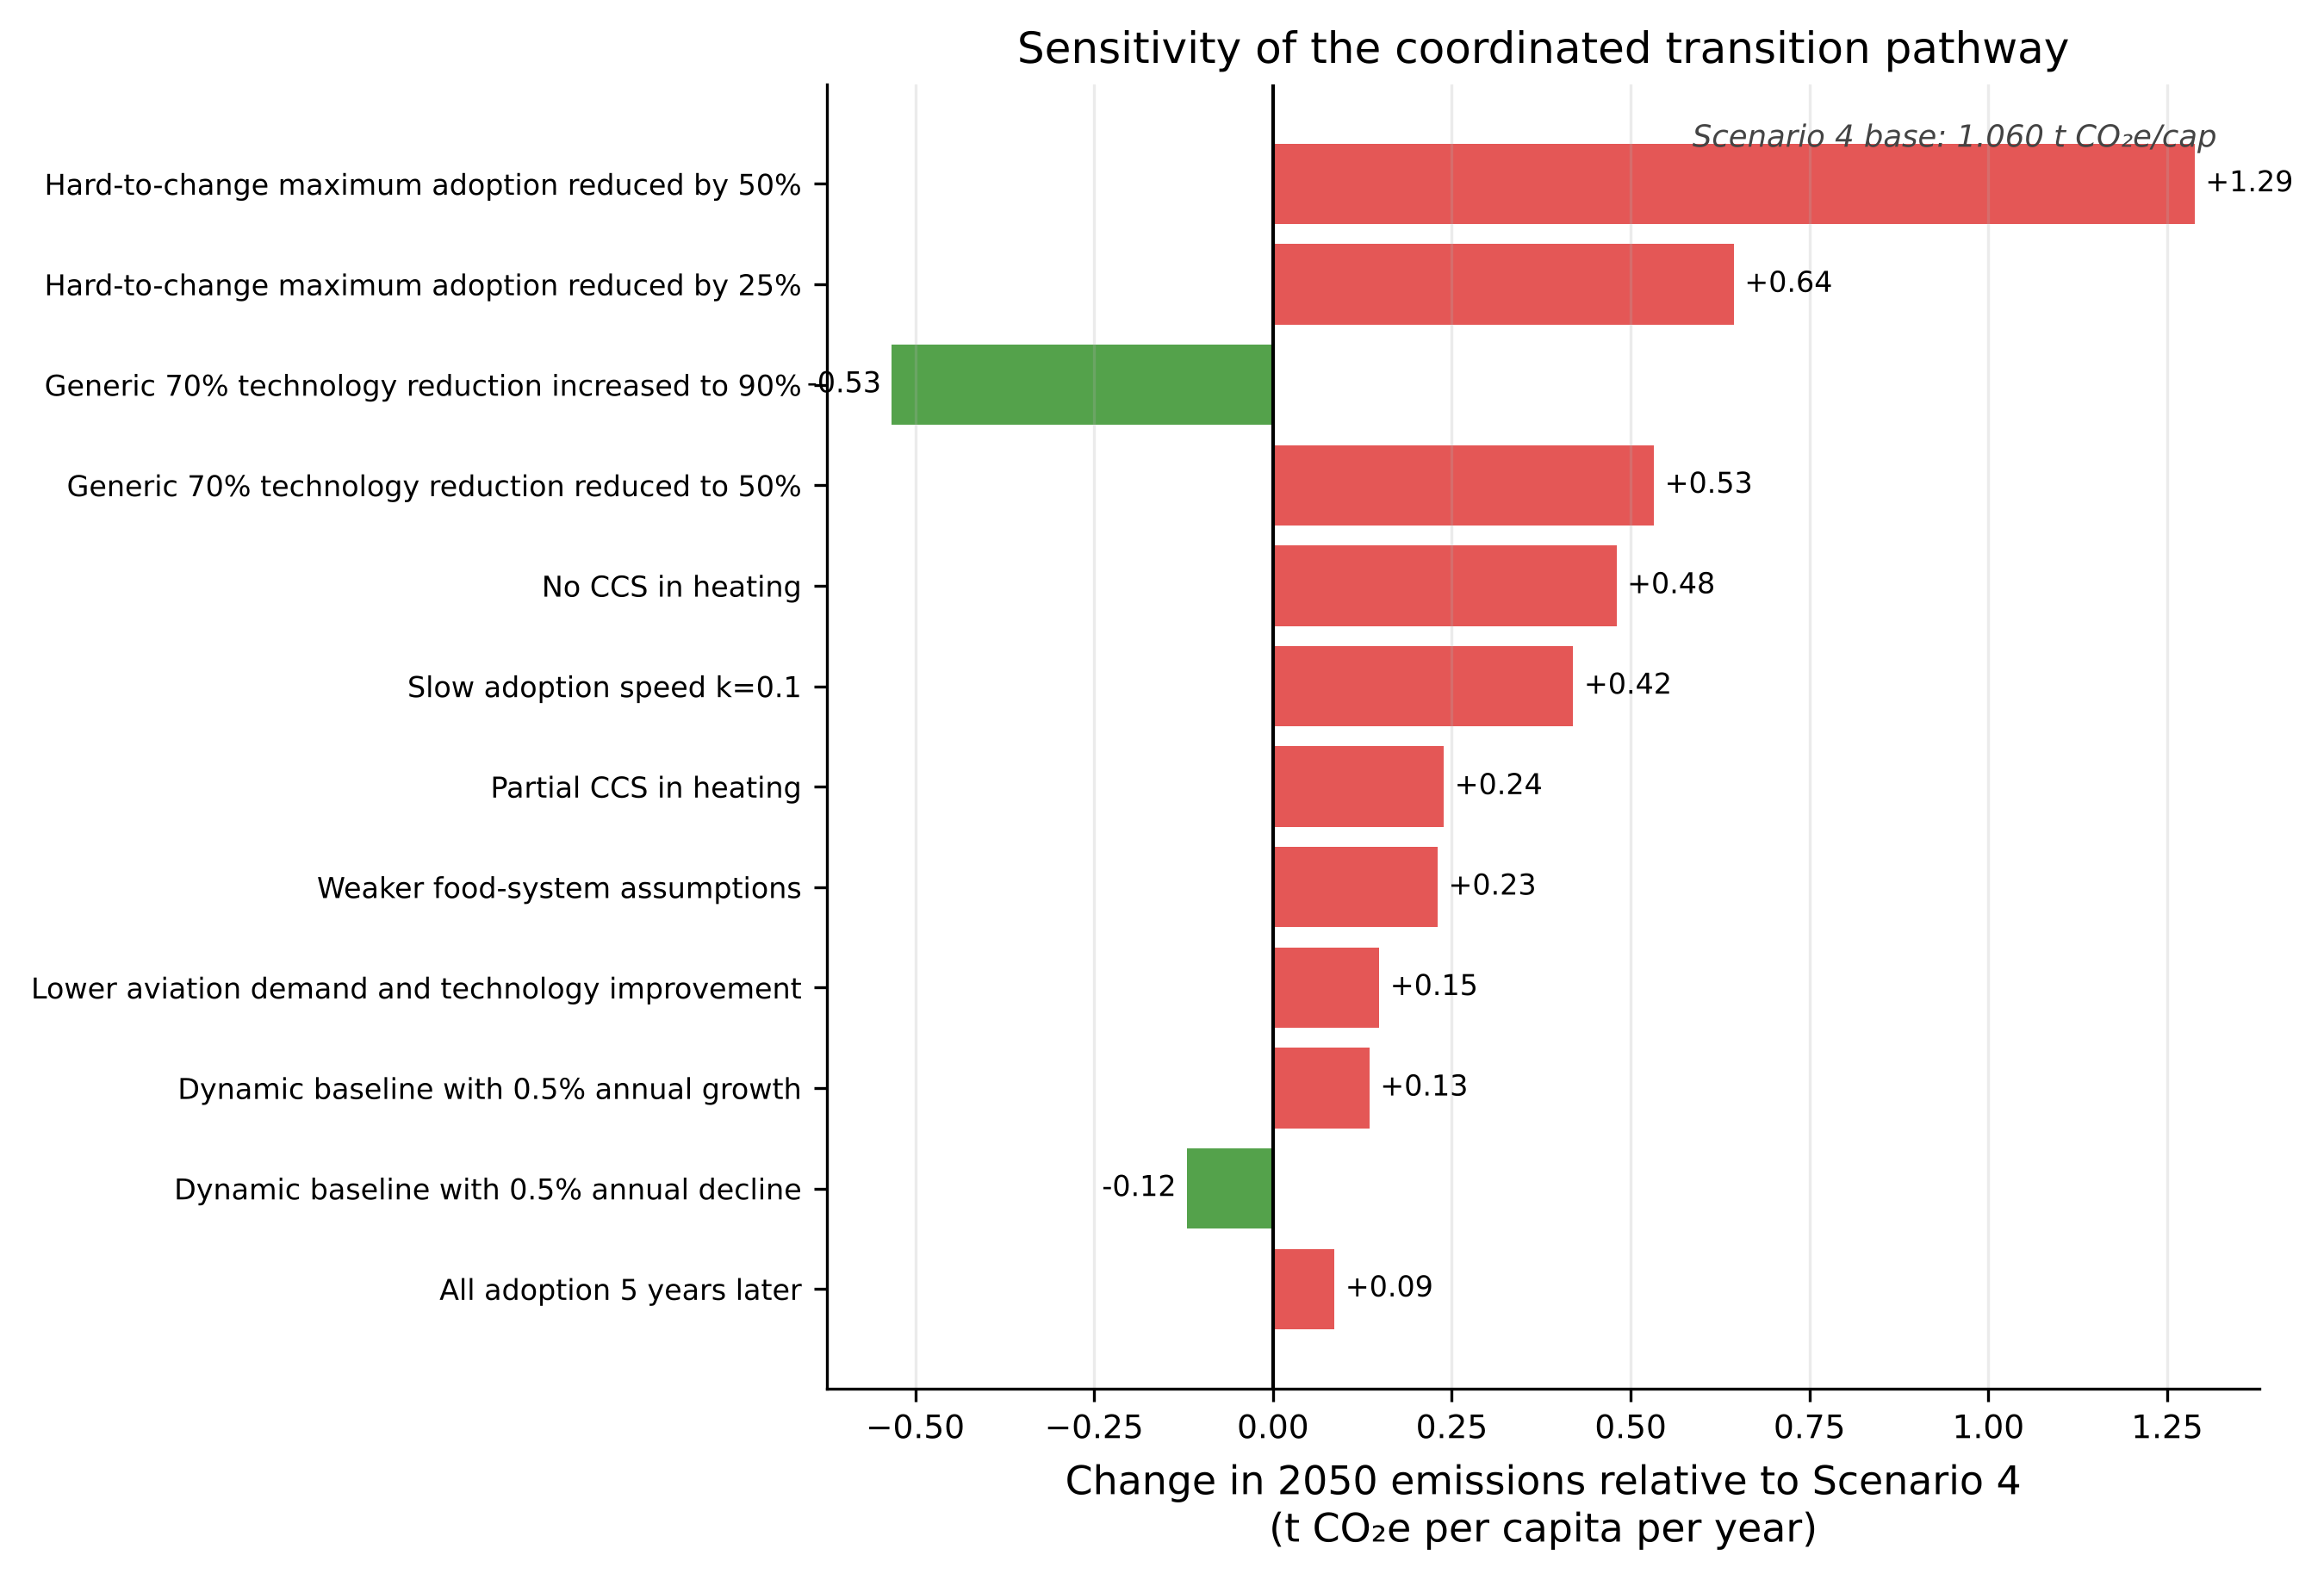 Sensitivity of the coordinated transition pathway
Scenario 4 base: 1.060 t CO₂e/cap
Hard-to-change maximum adoption reduced by 50% +1.29
Hard-to-change maximum adoption reduced by 25% +0.64
Generic 70% technology reduction increased to 90% -0.53
Generic 70% technology reduction reduced to 50% +0.53
No CCS in heating +0.48
Slow adoption speed k=0.1 +0.42
Partial CCS in heating +0.24
Weaker food-system assumptions +0.23
Lower aviation demand and technology improvement +0.15
Dynamic baseline with 0.5% annual growth +0.13
Dynamic baseline with 0.5% annual decline -0.12
All adoption 5 years later +0.09
−0.50 −0.25 0.00 0.25 0.50 0.75 1.00 1.25
Change in 2050 emissions relative to Scenario 4
(t CO₂e per capita per year)